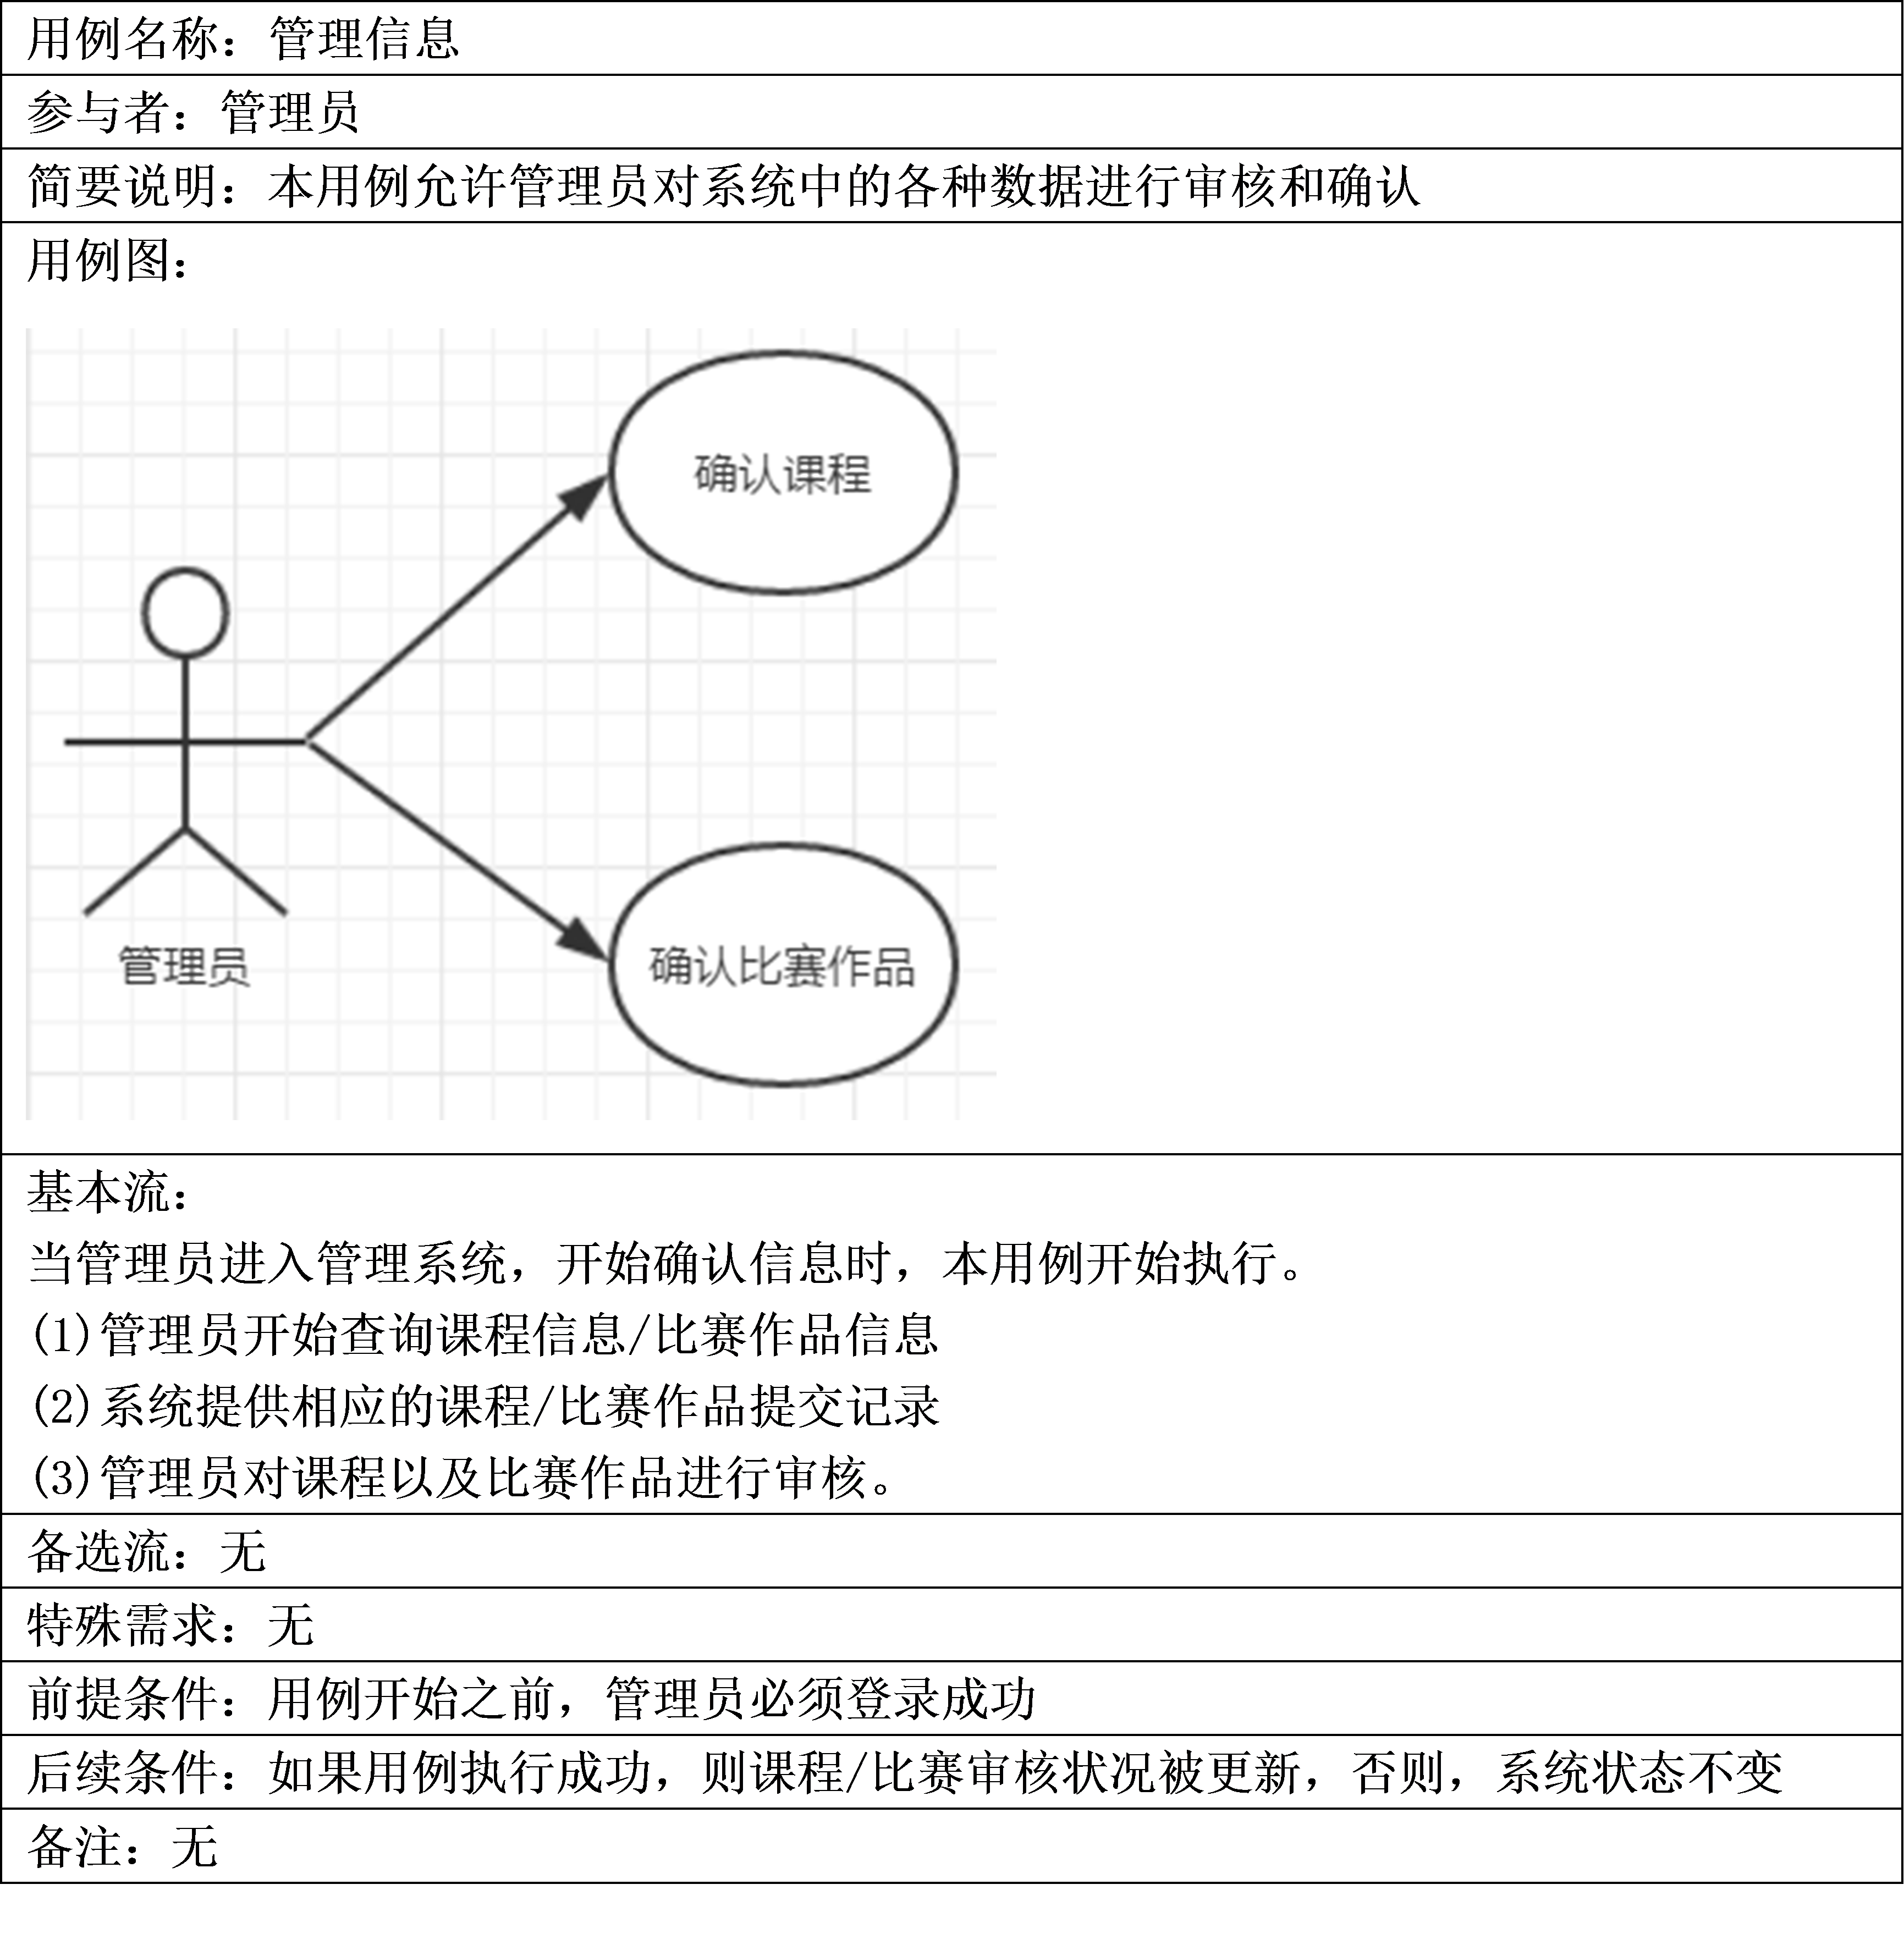 用例名称：管理信息
参与者：管理员
简要说明：本用例允许管理员对系统中的各种数据进行审核和确认
用例图：
确认课程
管理员
确认比赛作品
基本流：
当管理员进入管理系统，开始确认信息时，本用例开始执行。
(1)管理员开始查询课程信息/比赛作品信息
(2)系统提供相应的课程/比赛作品提交记录
(3)管理员对课程以及比赛作品进行审核。
备选流：无
特殊需求：无
前提条件：用例开始之前，管理员必须登录成功
后续条件：如果用例执行成功，则课程/比赛审核状况被更新，否则，系统状态不变
备注：无